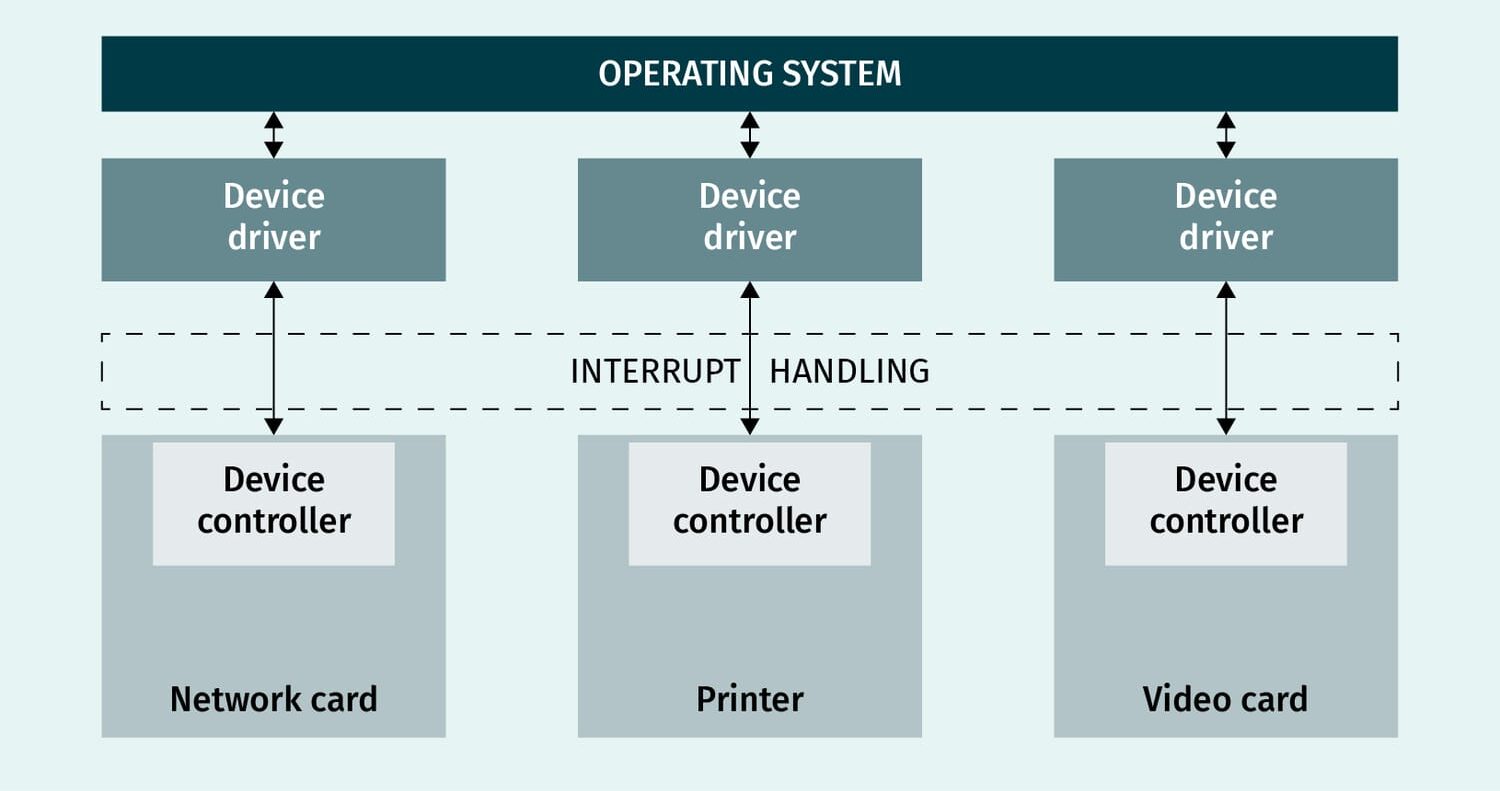 OPERATING SYSTEM
Device
driver
Device
driver
Device
driver
INTERRUPT HANDLING
Device
controller
Network card
Device
controller
Printer
Device
controller
Video card